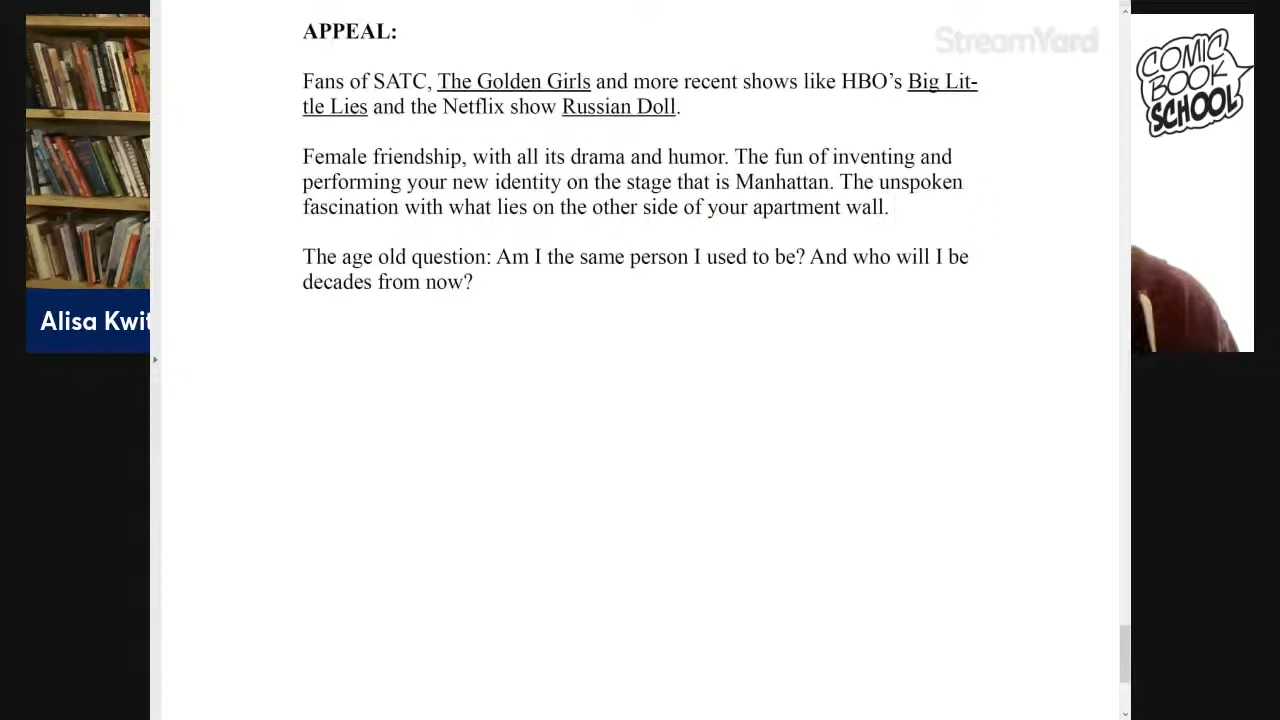 APPEAL:
StreamYard
Fans of SATC, The Golden Girls and more recent shows like HBO’s Big Lit-
tle Lies and the Netflix show Russian Doll.
Female friendship, with all its drama and humor. The fun of inventing and
performing your new identity on the stage that is Manhattan. The unspoken
fascination with what lies on the other side of your apartment wall.
The age old question: Am I the same person I used to be? And who will I be
decades from now?
Alisa Kwit
COMIC
BOOK
SCHOOL